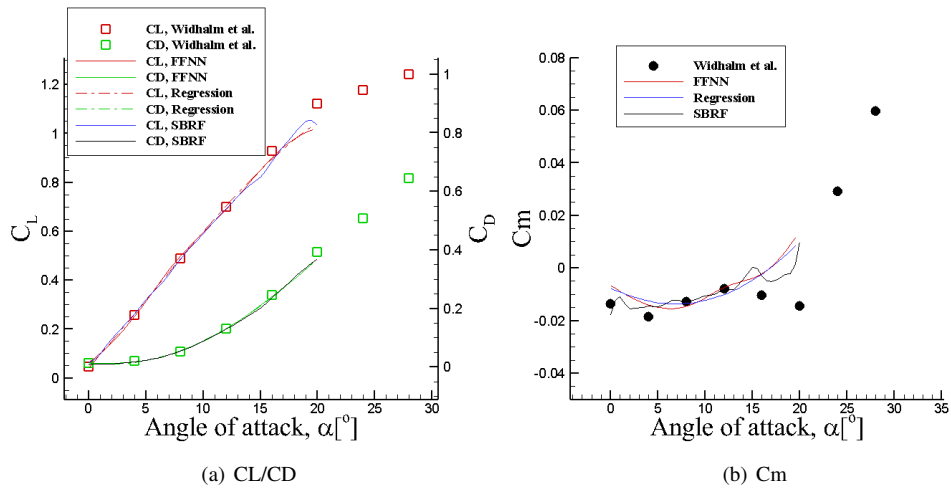 CL, Widhalm et al.
CD, Widhalm et al.
CL, FFNN
CD, FFNN
CL, Regression
CD, Regression
CL, SBRF
CD, SBRF
1.2
1
0.8
0.6
0.4
0.2
0
C_L
1
0.8
0.6
0.4
0.2
0
C_D
0 5 10 15 20 25 30
Angle of attack, α[°]
(a) CL/CD
Widhalm et al.
FFNN
Regression
SBRF
0.08
0.06
0.04
0.02
0
-0.02
-0.04
Cm
0 5 10 15 20 25 30 35
Angle of attack, α[°]
(b) Cm